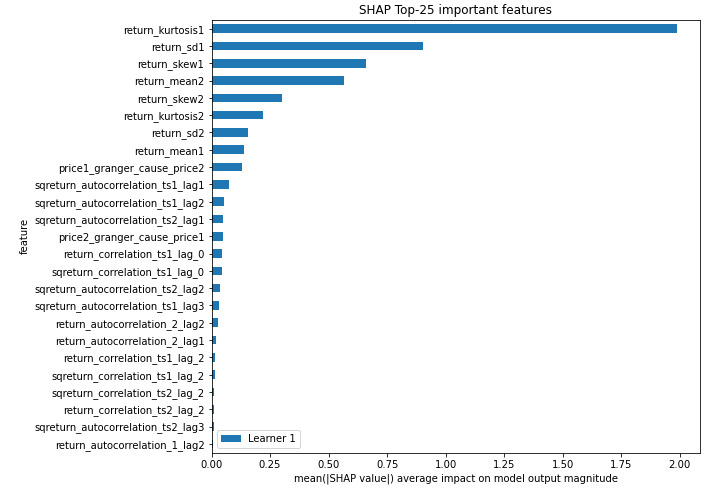 SHAP Top-25 important features
return_kurtosis1
return_sd1
return_skew1
return_mean2
return_skew2
return_kurtosis2
return_sd2
return_mean1
price1_granger_cause_price2
sqreturn_autocorrelation_ts1_lag1
sqreturn_autocorrelation_ts1_lag2
sqreturn_autocorrelation_ts2_lag1
price2_granger_cause_price1
return_correlation_ts1_lag_0
sqreturn_correlation_ts1_lag_0
sqreturn_autocorrelation_ts2_lag2
sqreturn_autocorrelation_ts1_lag3
return_autocorrelation_2_lag2
return_autocorrelation_2_lag1
return_correlation_ts1_lag_2
sqreturn_correlation_ts1_lag_2
sqreturn_correlation_ts2_lag_2
return_correlation_ts2_lag_2
sqreturn_autocorrelation_ts2_lag3
return_autocorrelation_1_lag2
feature
Learner 1
0.00 0.25 0.50 0.75 1.00 1.25 1.50 1.75 2.00
mean(|SHAP value|) average impact on model output magnitude